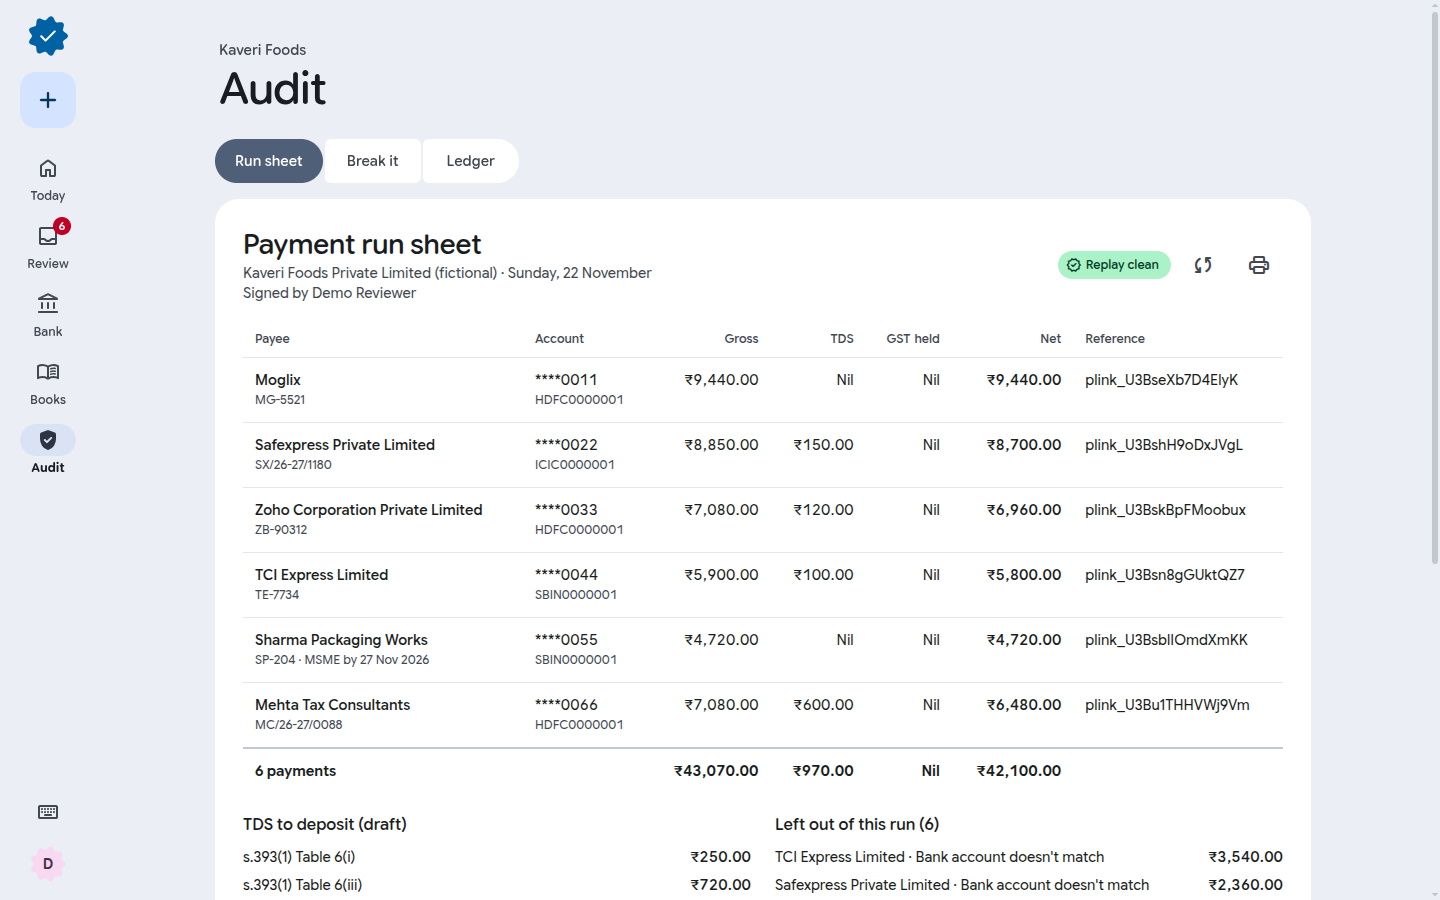 Kaveri Foods
Audit
Today
6
Review
Bank
Books
Audit
D
Run sheet
Break it
Ledger
Payment run sheet
Kaveri Foods Private Limited (fictional) · Sunday, 22 November
Signed by Demo Reviewer
Replay clean
Payee Account Gross TDS GST held Net Reference
Moglix ****0011 ₹9,440.00 Nil Nil ₹9,440.00 plink_U3BseXb7D4ElyK
MG-5521 HDFC0000001
Safexpress Private Limited ****0022 ₹8,850.00 ₹150.00 Nil ₹8,700.00 plink_U3BshH9oDxJVgL
SX/26-27/1180 ICIC0000001
Zoho Corporation Private Limited ****0033 ₹7,080.00 ₹120.00 Nil ₹6,960.00 plink_U3BskBpFMoobux
ZB-90312 HDFC0000001
TCI Express Limited ****0044 ₹5,900.00 ₹100.00 Nil ₹5,800.00 plink_U3Bsn8gGUktQZ7
TE-7734 SBIN0000001
Sharma Packaging Works ****0055 ₹4,720.00 Nil Nil ₹4,720.00 plink_U3BsbllOmdXmKK
SP-204 · MSME by 27 Nov 2026 SBIN0000001
Mehta Tax Consultants ****0066 ₹7,080.00 ₹600.00 Nil ₹6,480.00 plink_U3Bu1THHVWj9Vm
MC/26-27/0088 HDFC0000001
6 payments ₹43,070.00 ₹970.00 Nil ₹42,100.00
TDS to deposit (draft)
s.393(1) Table 6(i) ₹250.00
s.393(1) Table 6(iii) ₹720.00
Left out of this run (6)
TCI Express Limited · Bank account doesn't match ₹3,540.00
Safexpress Private Limited · Bank account doesn't match ₹2,360.00